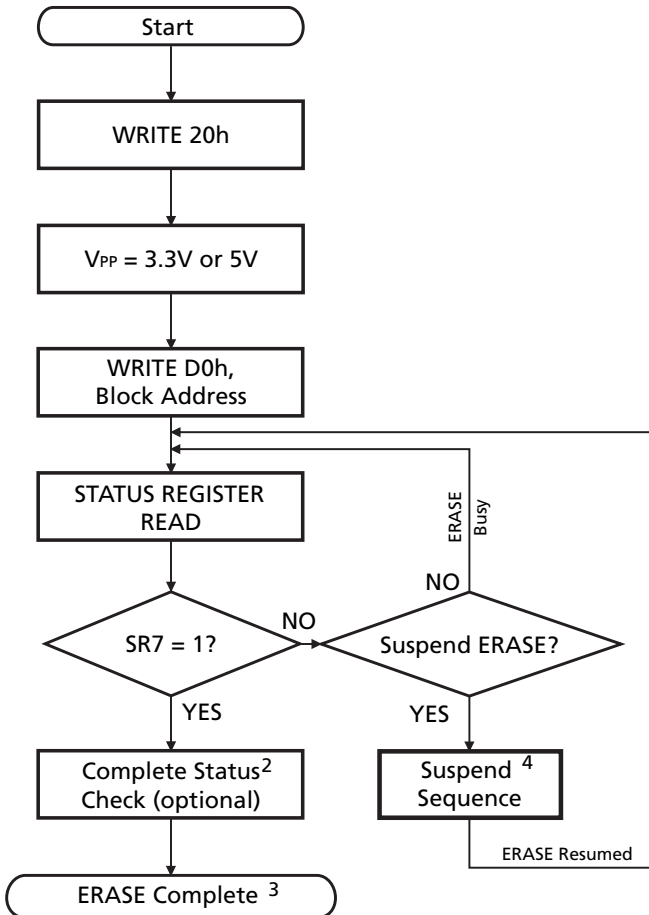 Start
WRITE 20h
VPP = 3.3V or 5V
WRITE D0h,
Block Address
STATUS REGISTER
READ
ERASE
Busy
NO
SR7 = 1?
NO
Suspend ERASE?
YES
YES
Complete Status2
Check (optional)
Suspend 4
Sequence
ERASE Resumed
ERASE Complete 3